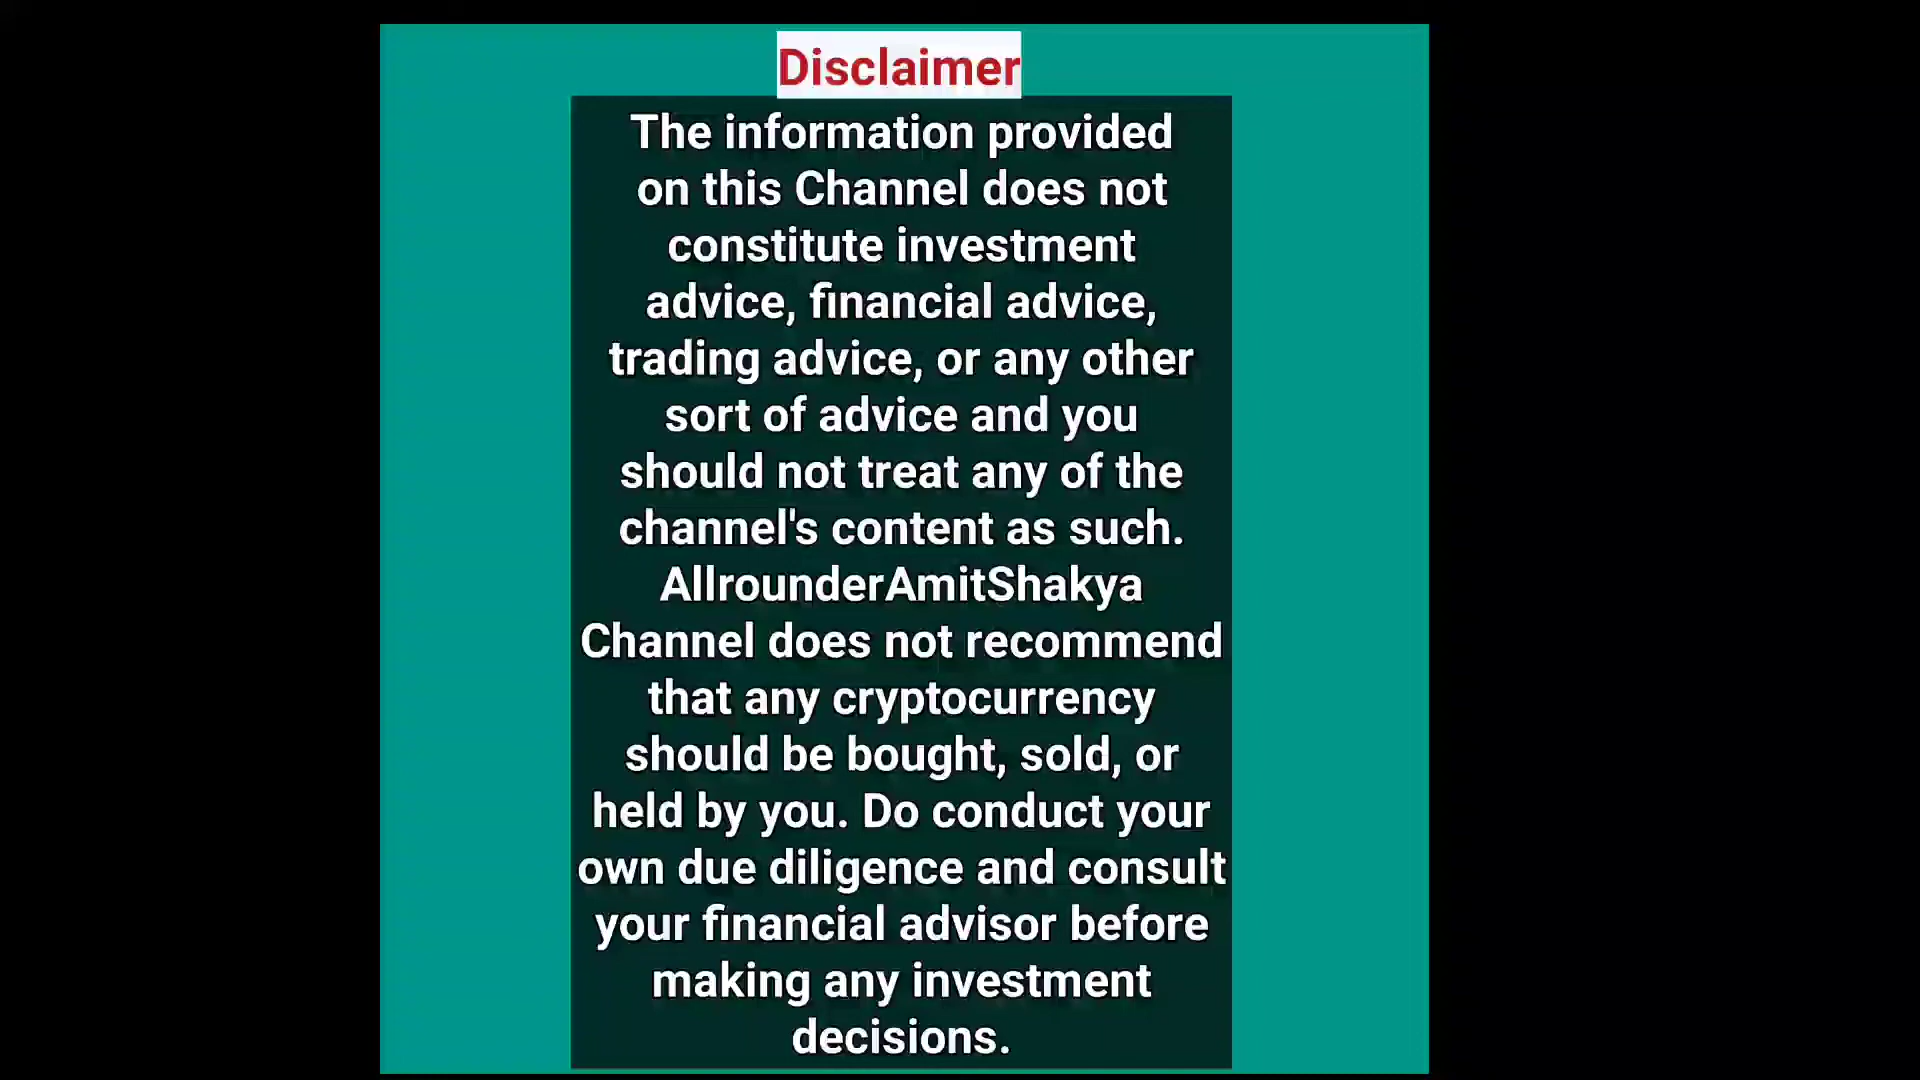 Disclaimer
The information provided
on this Channel does not
constitute investment
advice, financial advice,
trading advice, or any other
sort of advice and you
should not treat any of the
channel's content as such.
AllrounderAmitShakya
Channel does not recommend
that any cryptocurrency
should be bought, sold, or
held by you. Do conduct your
own due diligence and consult
your financial advisor before
making any investment
decisions.